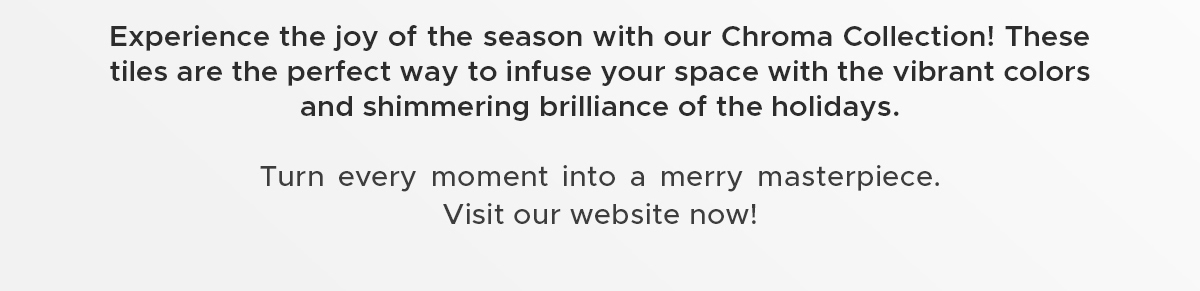 Experience the joy of the season with our Chroma Collection! These
tiles are the perfect way to infuse your space with the vibrant colors
and shimmering brilliance of the holidays.
Turn every moment into a merry masterpiece.
Visit our website now!